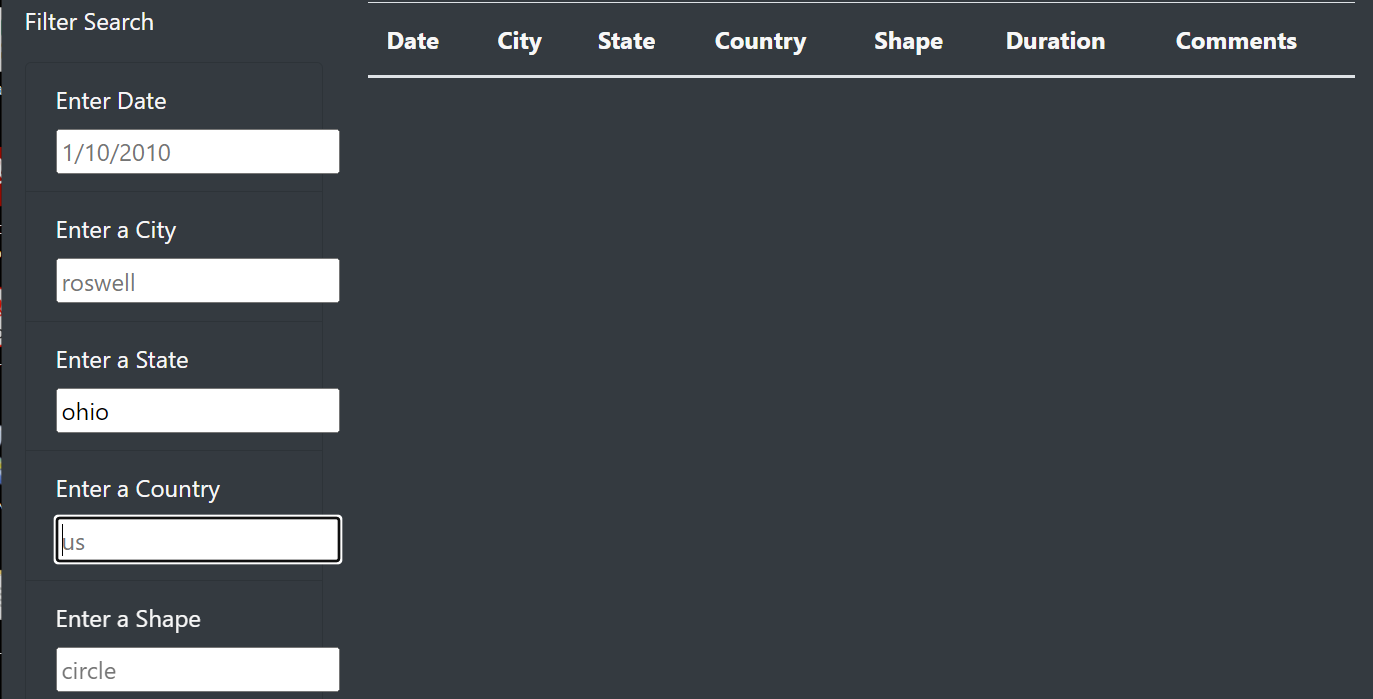 Filter Search
Date City State Country Shape Duration Comments
Enter Date
1/10/2010
Enter a City
roswell
Enter a State
ohio
Enter a Country
us
Enter a Shape
circle